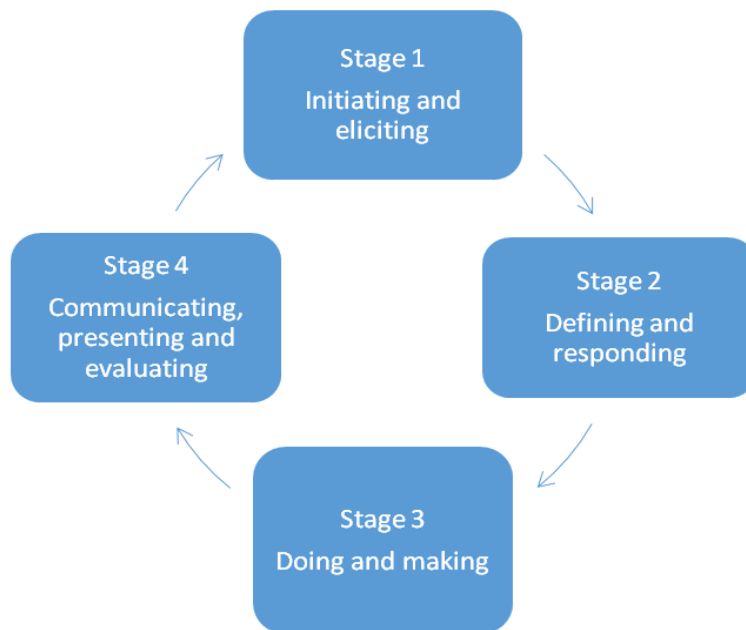 Stage 1
Initiating and
eliciting
Stage 2
Defining and
responding
Stage 3
Doing and making
Stage 4
Communicating,
presenting and
evaluating